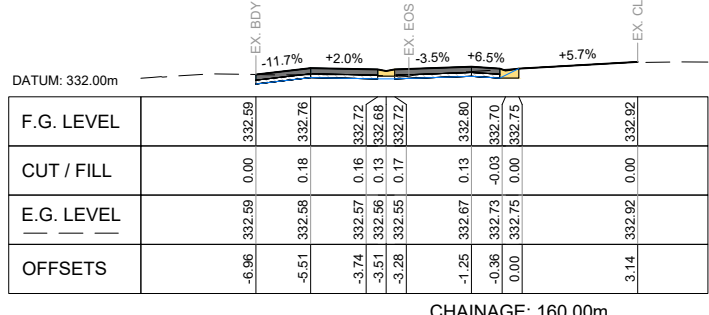 EX. BDY EX. EOS EX. CL
-11.7% +2.0% -3.5% +6.5% +5.7%
DATUM: 332.00m
F.G. LEVEL 332.59 332.76 332.72 332.68 332.72 332.80 332.70 332.75 332.92
CUT / FILL 0.00 0.18 0.16 0.13 0.17 0.13 -0.03 0.00 0.00
E.G. LEVEL 332.59 332.58 332.57 332.56 332.55 332.67 332.73 332.75 332.92
OFFSETS -6.96 -5.51 -3.74 -3.51 -3.28 -1.25 -0.36 0.00 3.14
CHAINAGE: 160.00m